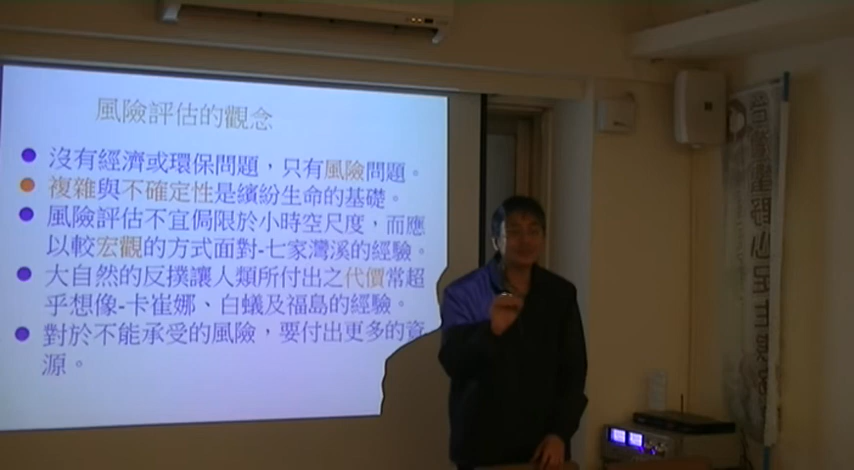 風險評估的觀念
沒有經濟或環保問題，只有風險問題。
複雜與不確定性是繽紛生命的基礎。
風險評估不宜侷限於小時空尺度，而應
以較宏觀的方式面對-七家灣溪的經驗。
大自然的反撲讓人類所付出之代價常超
乎想像-卡崔娜、白蟻及福島的經驗。
對於不能承受的風險，要付出更多的資
源。